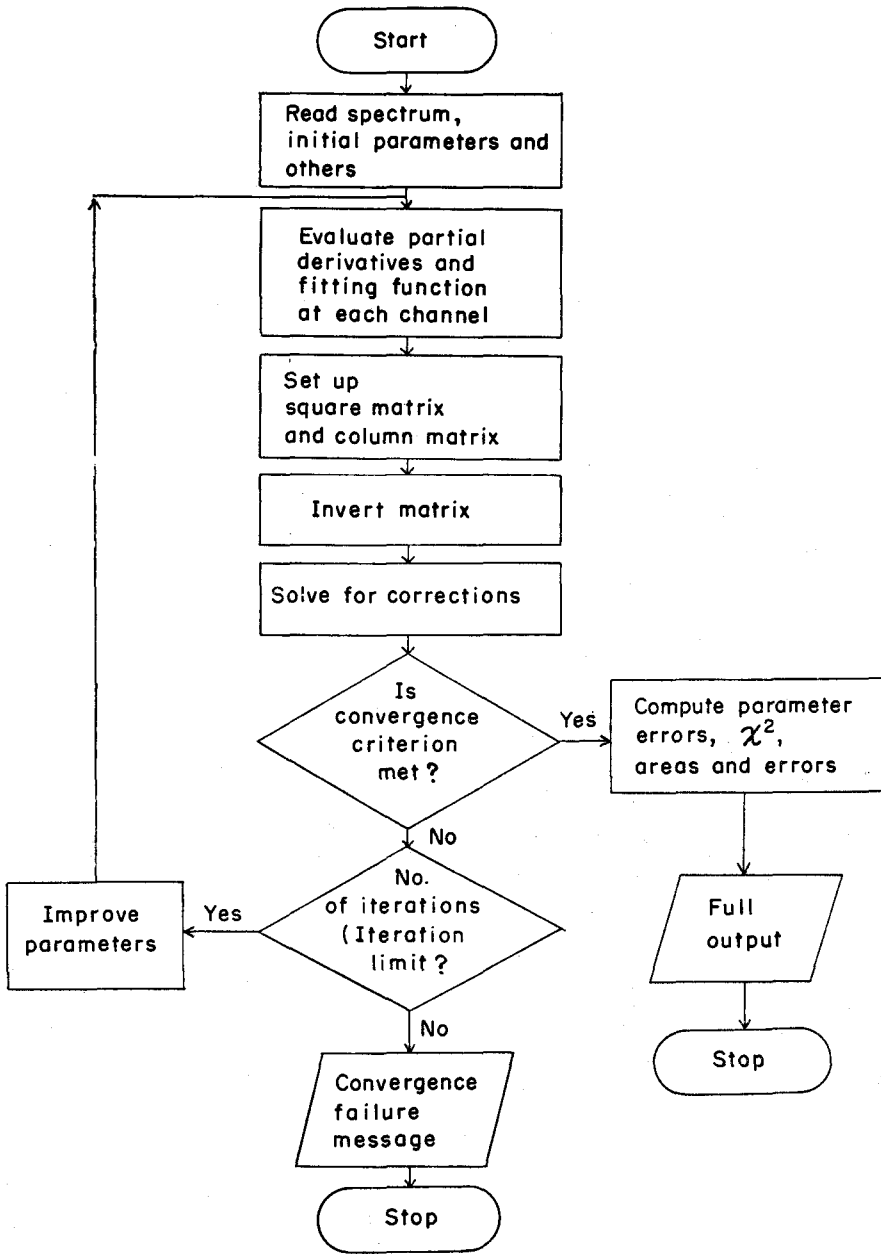 Start
Read spectrum,
initial parameters and
others
Evaluate partial
derivatives and
fitting function
at each channel
Set up
square matrix
and column matrix
Invert matrix
Solve for corrections
Is
convergence
criterion
met?
Yes
Compute parameter
errors, χ²,
areas and errors
No
No.
of iterations
(Iteration
limit?
Yes
Improve
parameters
Full
output
No
Stop
Convergence
failure
message
Stop